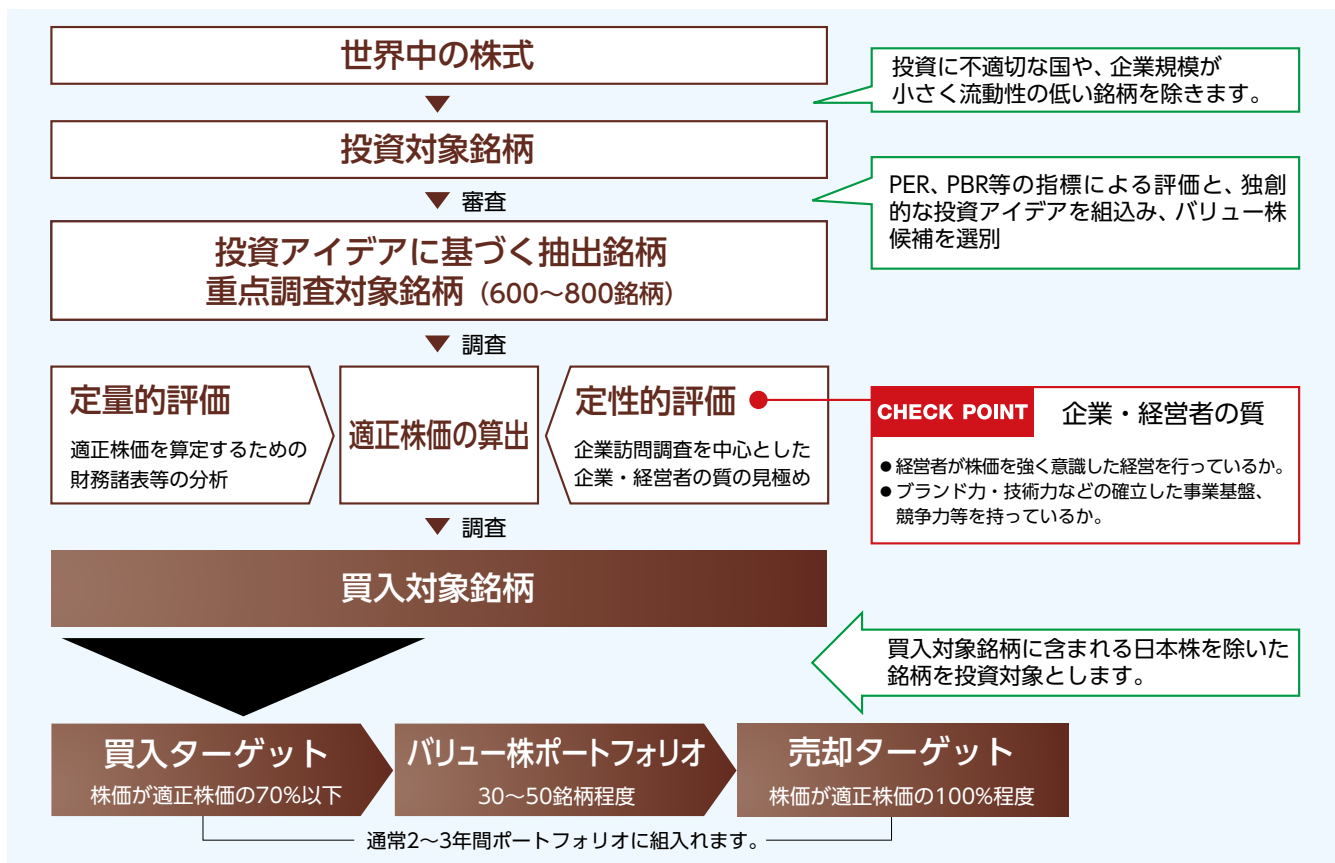 世界中の株式
投資に不適切な国や、企業規模が
小さく流動性の低い銘柄を除きます。
投資対象銘柄
審査
PER、PBR等の指標による評価と、独創
的な投資アイデアを組込み、バリュー株
候補を選別
投資アイデアに基づく抽出銘柄
重点調査対象銘柄（600〜800銘柄）
調査
定量的評価
適正株価を算定するための
財務諸表等の分析
適正株価の算出
定性的評価
企業訪問調査を中心とした
企業・経営者の質の見極め
CHECK POINT 企業・経営者の質
●経営者が株価を強く意識した経営を行っているか。
●ブランド力・技術力などの確立した事業基盤、
競争力等を持っているか。
調査
買入対象銘柄
買入対象銘柄に含まれる日本株を除いた
銘柄を投資対象とします。
買入ターゲット
株価が適正株価の70%以下
バリュー株ポートフォリオ
30〜50銘柄程度
売却ターゲット
株価が適正株価の100%程度
通常2〜3年間ポートフォリオに組入れます。